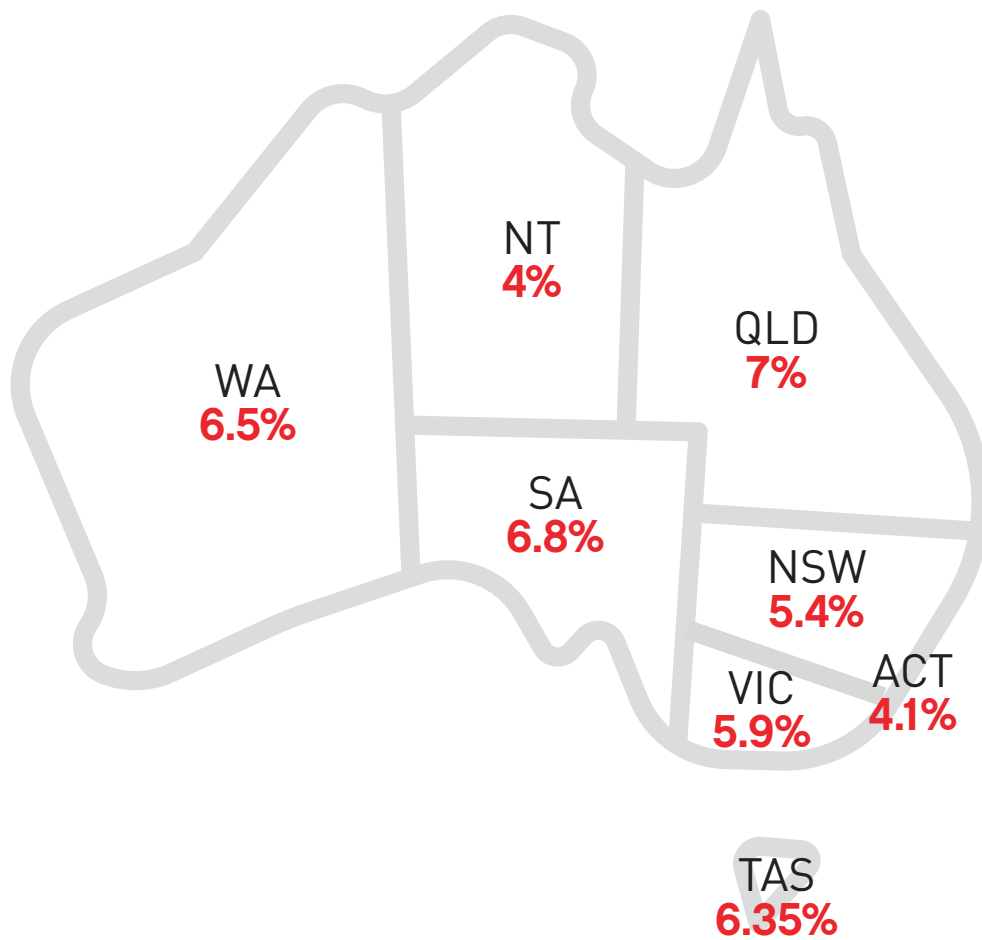 NT
4%
QLD
7%
WA
6.5%
SA
6.8%
NSW
5.4%
ACT
4.1%
VIC
5.9%
TAS
6.35%